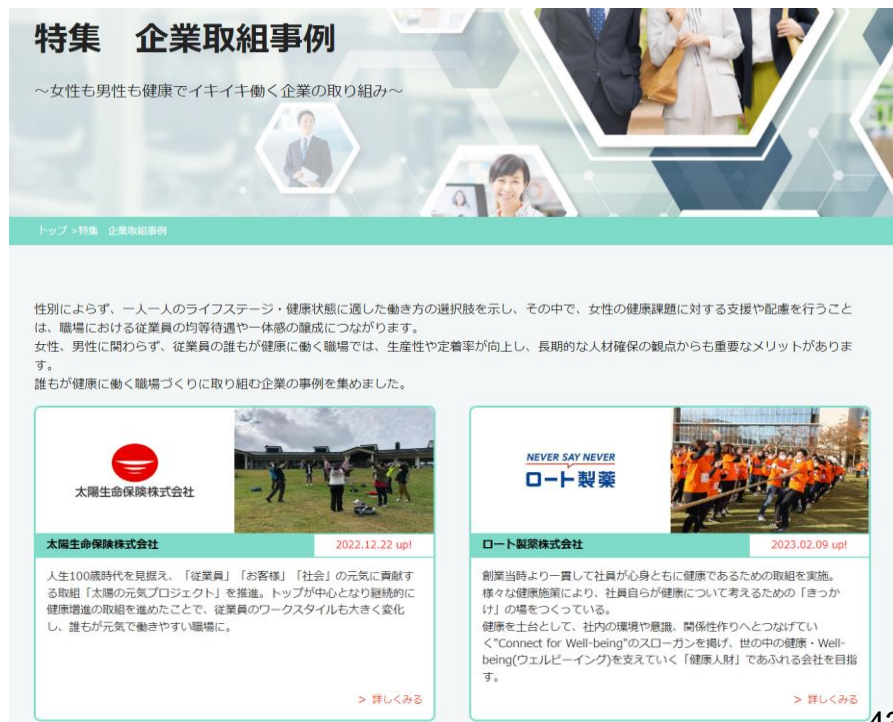 特集　企業取組事例
～女性も男性も健康でイキイキ働く企業の取り組み～
トップ >特集　企業取組事例
性別によらず、一人一人のライフステージ・健康状態に適した働き方の選択肢を示し、その中で、女性の健康課題に対する支援や配慮を行うこと
は、職場における従業員の均等待遇や一体感の醸成につながります。
女性、男性に関わらず、従業員の誰もが健康に働く職場では、生産性や定着率が向上し、長期的な人材確保の観点からも重要なメリットがありま
す。
誰もが健康に働く職場づくりに取り組む企業の事例を集めました。
太陽生命保険株式会社
太陽生命保険株式会社
2022.12.22 up!
人生100歳時代を見据え、「従業員」「お客様」「社会」の元気に貢献す
る取組「太陽の元気プロジェクト」を推進。トップが中心となり継続的に
健康増進の取組を進めたことで、従業員のワークスタイルも大きく変化
し、誰もが元気で働きやすい職場に。
> 詳しくみる
NEVER SAY NEVER
ロート製薬
ロート製薬株式会社
2023.02.09 up!
創業当時より一貫して社員が心身ともに健康であるための取組を実施。
様々な健康施策により、社員自らが健康について考えるための「きっか
け」の場をつくっている。
健康を土台として、社内の環境や意識、関係性作りへとつなげてい
く"Connect for Well-being"のスローガンを掲げ、世の中の健康・Well-
being(ウェルビーイング)を支えていく「健康人財」であふれる会社を目指
す。
> 詳しくみる